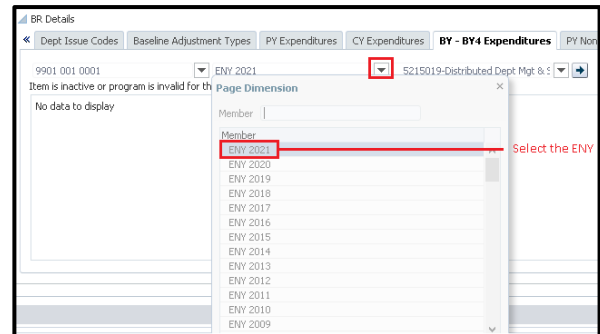 BR Details
« Dept Issue Codes Baseline Adjustment Types PY Expenditures CY Expenditures BY - BY4 Expenditures PY Non
9901 001 0001 ENY 2021 5215019-Distributed Dept Mgt & S
Item is inactive or program is invalid for th
Page Dimension
No data to display
Member
Member
ENY 2021
Select the ENY
ENY 2020
ENY 2019
ENY 2018
ENY 2017
ENY 2016
ENY 2015
ENY 2014
ENY 2013
ENY 2012
ENY 2011
ENY 2010
ENY 2009